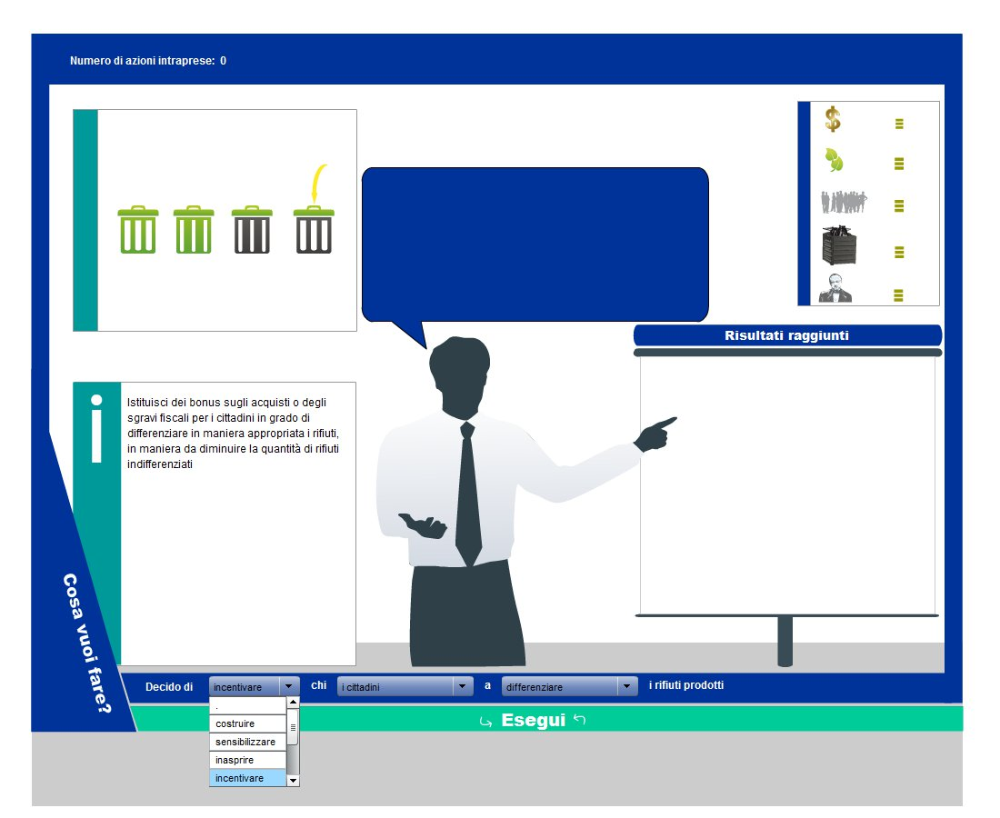 Numero di azioni intraprese: 0
Risultati raggiunti
i
Istituisci dei bonus sugli acquisti o degli
sgravi fiscali per i cittadini in grado di
differenziare in maniera appropriata i rifiuti,
in maniera da diminuire la quantità di rifiuti
indifferenziati
Cosa vuoi fare?
Decido di incentivare chi i cittadini a differenziare i rifiuti prodotti
.
costruire
sensibilizzare
inasprire
incentivare
Esegui